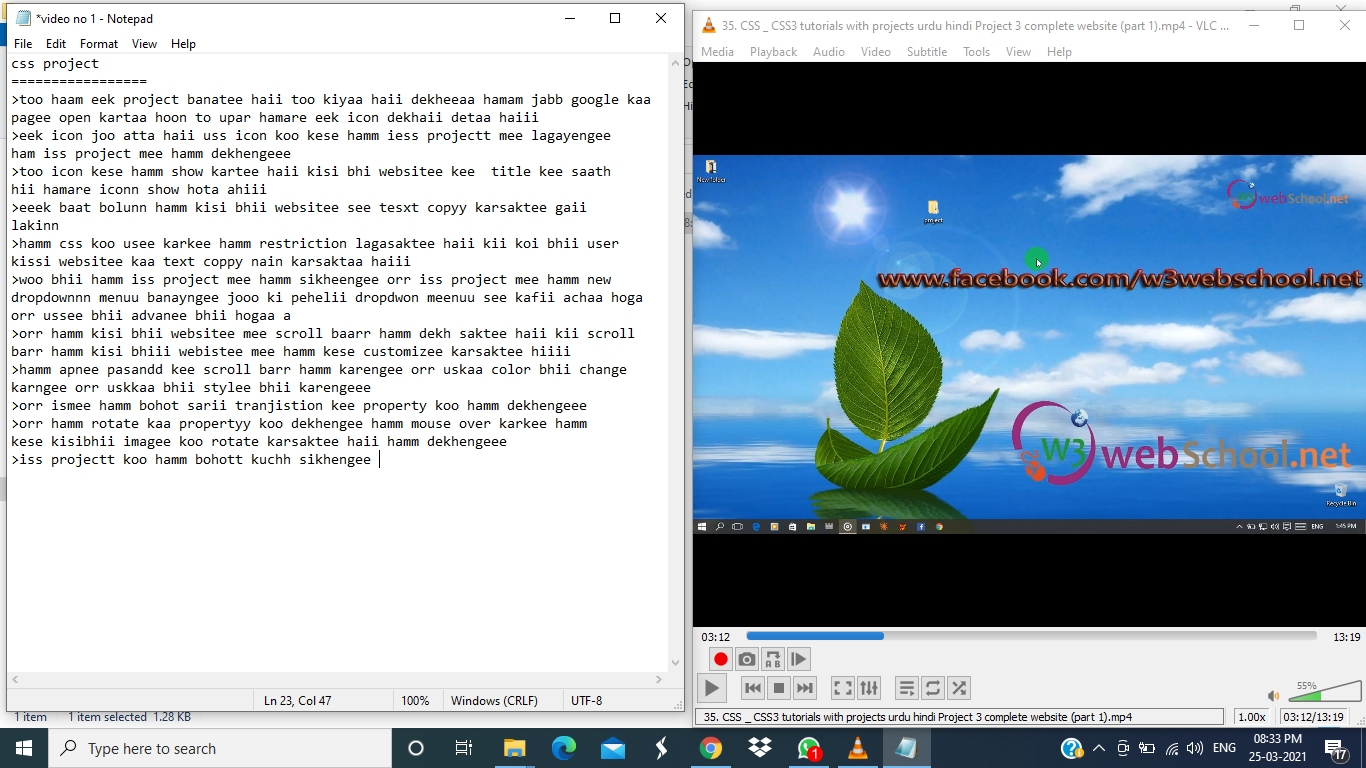 *video no 1 - Notepad
File Edit Format View Help
css project
=================
>too haam eek project banatee haii too kiyaa haii dekheeaa hamam jabb google kaa
pagee open kartaa hoon to upar hamare eek icon dekhaii detaa haiii
>eek icon joo atta haii uss icon koo kese hamm iess projectt mee lagayengee
ham iss project mee hamm dekhengeee
>too icon kese hamm show kartee haii kisi bhi websitee kee  title kee saath
hii hamare iconn show hota ahiii
>eeek baat bolunn hamm kisi bhii websitee see tesxt copyy karsaktee gaii
lakinn
>hamm css koo usee karkee hamm restriction lagasaktee haii kii koi bhii user
kissi websitee kaa text coppy nain karsaktaa haiii
>woo bhii hamm iss project mee hamm sikheengee orr iss project mee hamm new
dropdownnn menuu banayngee jooo ki pehelii dropdwon meenuu see kafii achaa hoga
orr ussee bhii advanee bhii hogaa a
>orr hamm kisi bhii websitee mee scroll baarr hamm dekh saktee haii kii scroll
barr hamm kisi bhiii webistee mee hamm kese customizee karsaktee hiiii
>hamm apnee pasandd kee scroll barr hamm karengee orr uskaa color bhii change
karngee orr uskkaa bhii stylee bhii karengeee
>orr ismee hamm bohot sarii tranjistion kee property koo hamm dekhengeee
>orr hamm rotate kaa propertyy koo dekhengee hamm mouse over karkee hamm
kese kisibhii imagee koo rotate karsaktee haii hamm dekhengeee
>iss projectt koo hamm bohott kuchh sikhengee
Ln 23, Col 47 100% Windows (CRLF) UTF-8
1 item 1 item selected 1.28 KB
35. CSS _ CSS3 tutorials with projects urdu hindi Project 3 complete website (part 1).mp4 - VLC ...
Media Playback Audio Video Subtitle Tools View Help
New folder
project
webSchool.net
www.facebook.com/w3webschool.net
W3 webSchool.net
Recycle Bin
ENG 1:45 PM
03:12 13:19
55%
35. CSS _ CSS3 tutorials with projects urdu hindi Project 3 complete website (part 1).mp4 1.00x 03:12/13:19
Type here to search
1
ENG
08:33 PM
25-03-2021
17